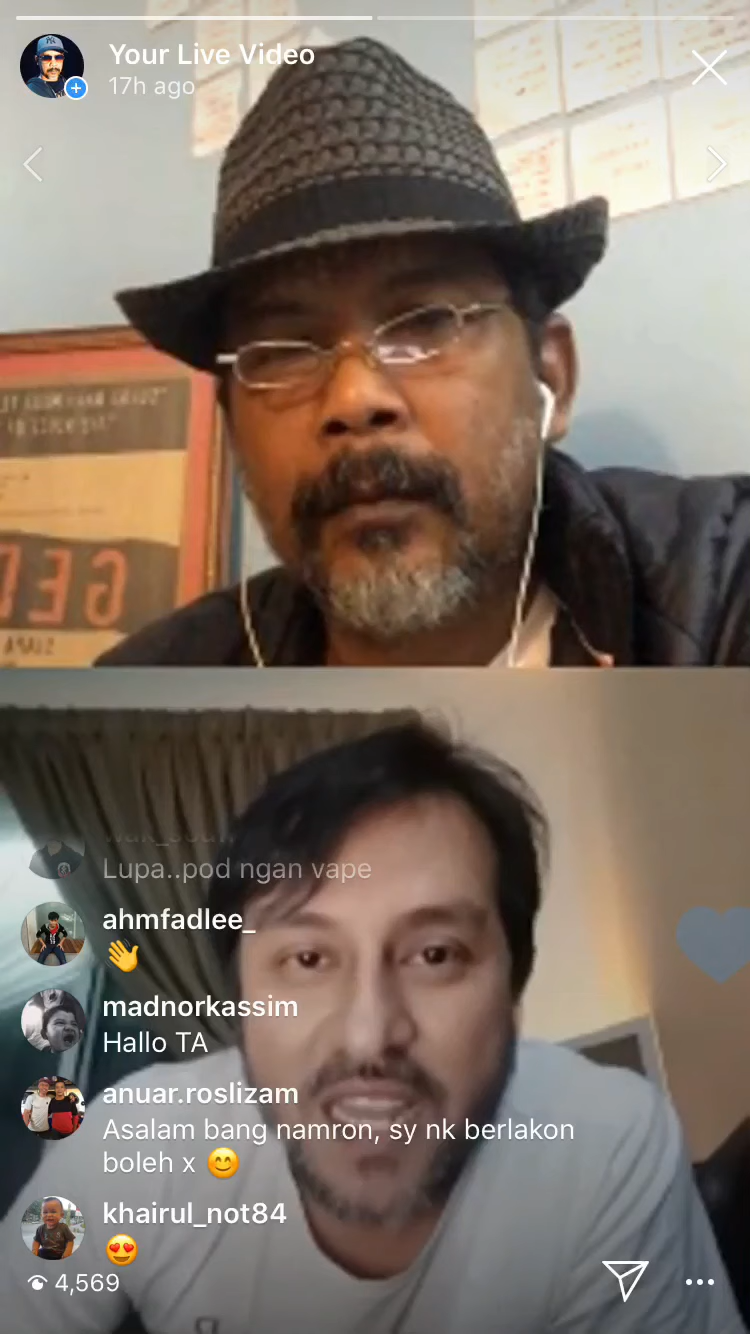 Your Live Video
17h ago
Lupa..pod ngan vape
ahmfadlee_
👋
madnorkassim
Hallo TA
anuar.roslizam
Asalam bang namron, sy nk berlakon
boleh x 😊
khairul_not84
😍
4,569